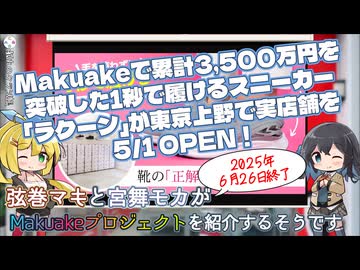 Makuakeで累計3,500万円を
突破した1秒で履けるスニーカー
「ラクーン」が東京上野で実店舗を
5/1 OPEN！
靴の「正解
2025年
6月26日終了
弦巻マキと宮舞モカが
Makuakeプロジェクトを紹介するそうです